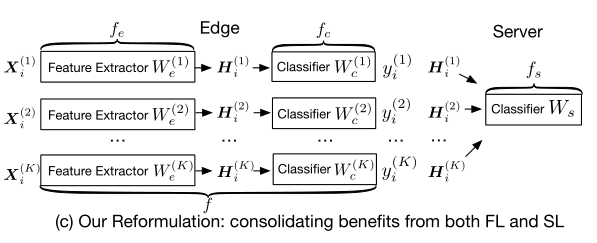 f_e Edge f_c Server
X_i^{(1)} Feature Extractor W_e^{(1)} H_i^{(1)} Classifier W_c^{(1)} y_i^{(1)} H_i^{(1)} f_s
X_i^{(2)} Feature Extractor W_e^{(2)} H_i^{(2)} Classifier W_c^{(2)} y_i^{(2)} H_i^{(2)} Classifier W_s
... ... ... ... ...
X_i^{(K)} Feature Extractor W_e^{(K)} H_i^{(K)} Classifier W_c^{(K)} y_i^{(K)} H_i^{(K)}
f
(c) Our Reformulation: consolidating benefits from both FL and SL